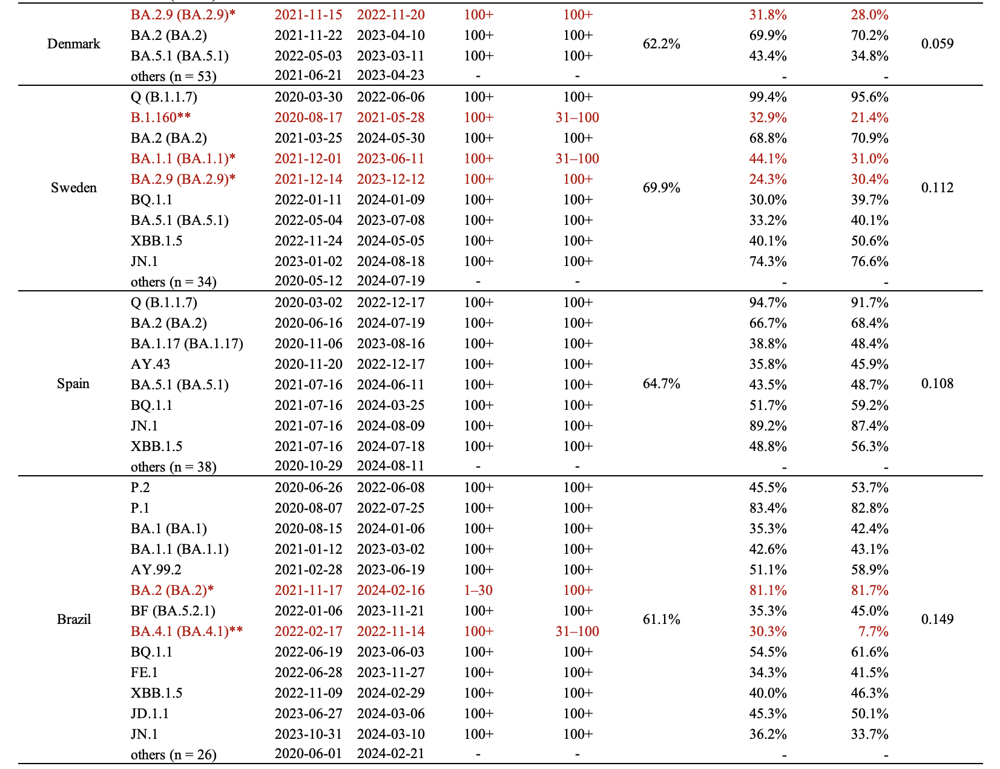 BA.2.9 (BA.2.9)* 2021-11-15 2022-11-20 100+ 100+ 31.8% 28.0%
BA.2 (BA.2) 2021-11-22 2023-04-10 100+ 100+ 69.9% 70.2%
Denmark 62.2% 0.059
BA.5.1 (BA.5.1) 2022-05-03 2023-03-11 100+ 100+ 43.4% 34.8%
others (n = 53) 2021-06-21 2023-04-23 - - - -
Q (B.1.1.7) 2020-03-30 2022-06-06 100+ 100+ 99.4% 95.6%
B.1.160** 2020-08-17 2021-05-28 100+ 31–100 32.9% 21.4%
BA.2 (BA.2) 2021-03-25 2024-05-30 100+ 100+ 68.8% 70.9%
BA.1.1 (BA.1.1)* 2021-12-01 2023-06-11 100+ 31–100 44.1% 31.0%
BA.2.9 (BA.2.9)* 2021-12-14 2023-12-12 100+ 100+ 24.3% 30.4%
Sweden 69.9% 0.112
BQ.1.1 2022-01-11 2024-01-09 100+ 100+ 30.0% 39.7%
BA.5.1 (BA.5.1) 2022-05-04 2023-07-08 100+ 100+ 33.2% 40.1%
XBB.1.5 2022-11-24 2024-05-05 100+ 100+ 40.1% 50.6%
JN.1 2023-01-02 2024-08-18 100+ 100+ 74.3% 76.6%
others (n = 34) 2020-05-12 2024-07-19 - - - -
Q (B.1.1.7) 2020-03-02 2022-12-17 100+ 100+ 94.7% 91.7%
BA.2 (BA.2) 2020-06-16 2024-07-19 100+ 100+ 66.7% 68.4%
BA.1.17 (BA.1.17) 2020-11-06 2023-08-16 100+ 100+ 38.8% 48.4%
AY.43 2020-11-20 2022-12-17 100+ 100+ 35.8% 45.9%
Spain BA.5.1 (BA.5.1) 2021-07-16 2024-06-11 100+ 100+ 64.7% 43.5% 48.7% 0.108
BQ.1.1 2021-07-16 2024-03-25 100+ 100+ 51.7% 59.2%
JN.1 2021-07-16 2024-08-09 100+ 100+ 89.2% 87.4%
XBB.1.5 2021-07-16 2024-07-18 100+ 100+ 48.8% 56.3%
others (n = 38) 2020-10-29 2024-08-11 - - - -
P.2 2020-06-26 2022-06-08 100+ 100+ 45.5% 53.7%
P.1 2020-08-07 2022-07-25 100+ 100+ 83.4% 82.8%
BA.1 (BA.1) 2020-08-15 2024-01-06 100+ 100+ 35.3% 42.4%
BA.1.1 (BA.1.1) 2021-01-12 2023-03-02 100+ 100+ 42.6% 43.1%
AY.99.2 2021-02-28 2023-06-19 100+ 100+ 51.1% 58.9%
BA.2 (BA.2)* 2021-11-17 2024-02-16 1–30 100+ 81.1% 81.7%
BF (BA.5.2.1) 2022-01-06 2023-11-21 100+ 100+ 35.3% 45.0%
Brazil 61.1% 0.149
BA.4.1 (BA.4.1)** 2022-02-17 2022-11-14 100+ 31–100 30.3% 7.7%
BQ.1.1 2022-06-19 2023-06-03 100+ 100+ 54.5% 61.6%
FE.1 2022-06-28 2023-11-27 100+ 100+ 34.3% 41.5%
XBB.1.5 2022-11-09 2024-02-29 100+ 100+ 40.0% 46.3%
JD.1.1 2023-06-27 2024-03-06 100+ 100+ 45.3% 50.1%
JN.1 2023-10-31 2024-03-10 100+ 100+ 36.2% 33.7%
others (n = 26) 2020-06-01 2024-02-21 - - - -